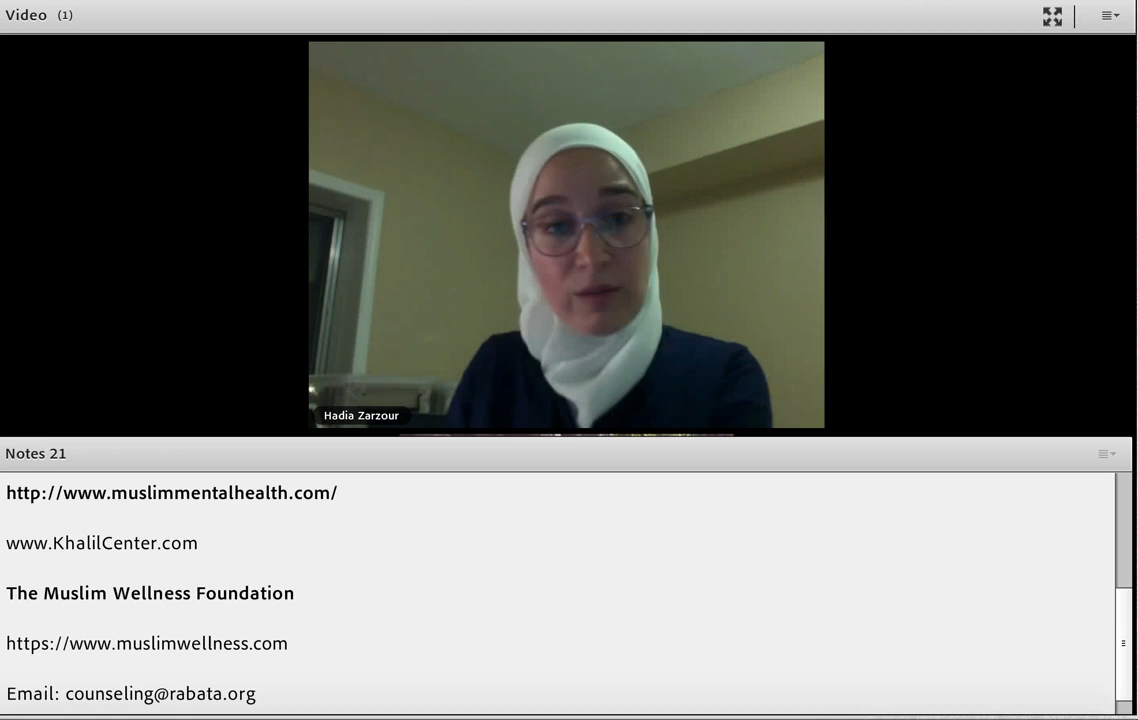 Video (1)
Hadia Zarzour
Notes 21
http://www.muslimmentalhealth.com/
www.KhalilCenter.com
The Muslim Wellness Foundation
https://www.muslimwellness.com
Email: counseling@rabata.org